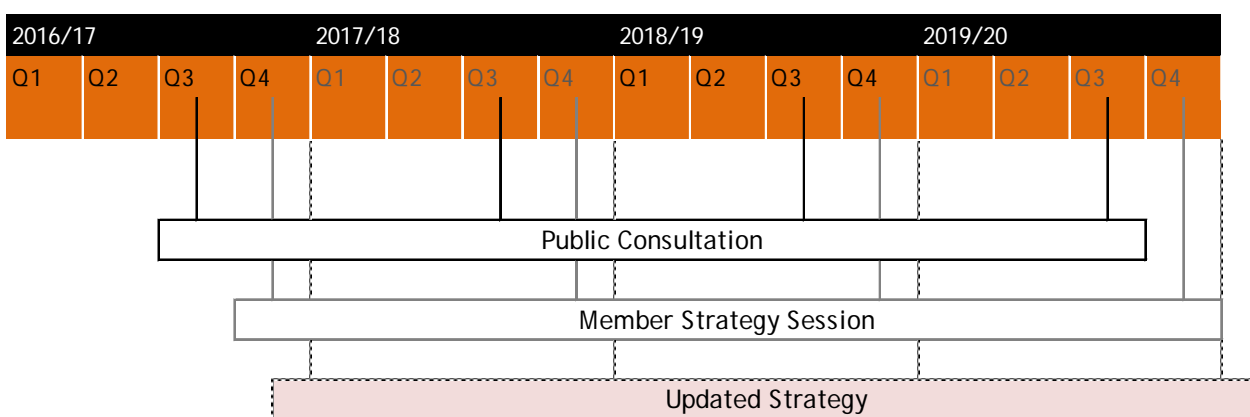 2016/17 2017/18 2018/19 2019/20
Q1 Q2 Q3 Q4 Q1 Q2 Q3 Q4 Q1 Q2 Q3 Q4 Q1 Q2 Q3 Q4
Public Consultation
Member Strategy Session
Updated Strategy